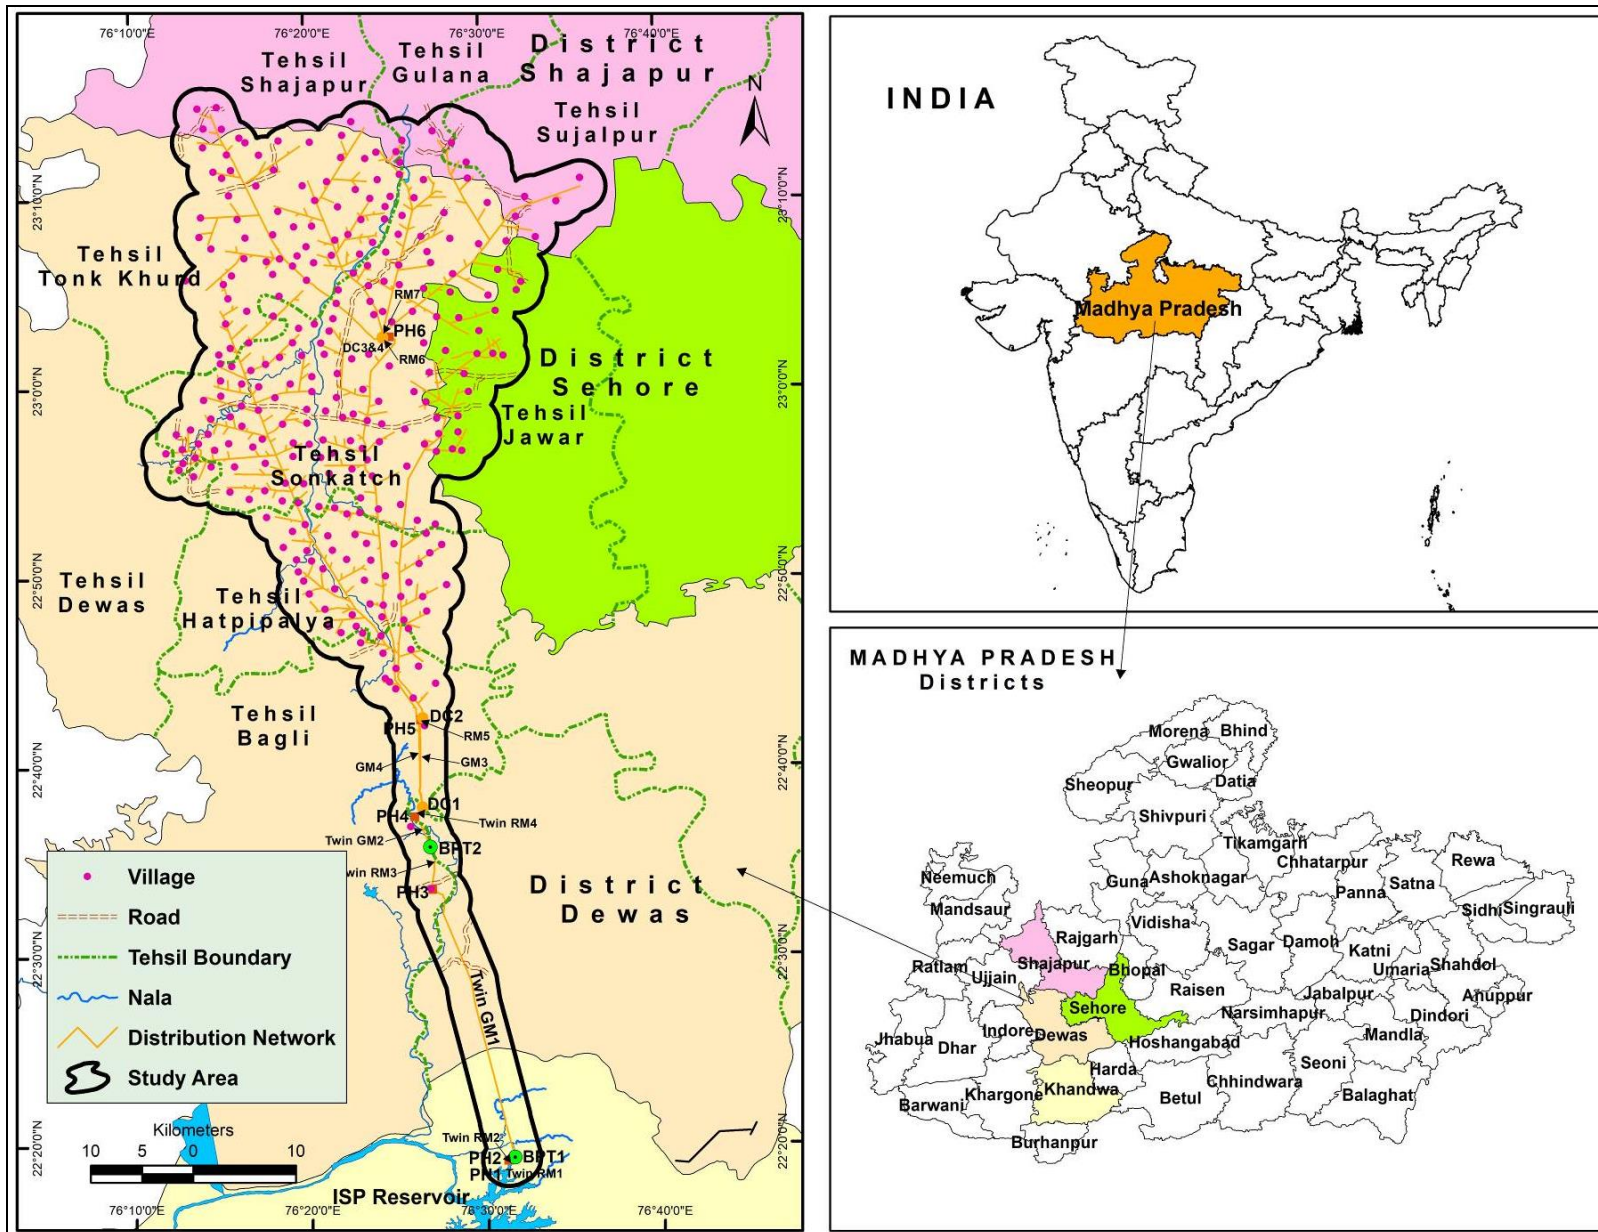 76°10'0"E
76°20'0"E
76°30'0"E
76°40'0"E
Tehsil
Shajapur
Tehsil
Gulana
District
Shajapur
Tehsil
Sujalpur
N
23°10'0"N
23°10'0"N
Tehsil
Tonk Khurd
RM7
PH6
DC3&4
RM6
District
Sehore
Tehsil
Jawar
23°0'0"N
23°0'0"N
Tehsil
Sonkatch
22°50'0"N
22°50'0"N
Tehsil
Dewas
Tehsil
Hatpipalya
Tehsil
Bagli
DC2
PH5
RM5
GM4
GM3
22°40'0"N
22°40'0"N
DC1
PH4
Twin RM4
Twin GM2
BPT2
Twin RM3
PH3
District
Dewas
22°30'0"N
22°30'0"N
Twin GM1
Village
Road
Tehsil Boundary
Nala
Distribution Network
Study Area
Kilometers
10 5 0 10
22°20'0"N
22°20'0"N
Twin RM2
PH2
BPT1
PH1
Twin RM1
ISP Reservoir
76°10'0"E
76°20'0"E
76°30'0"E
76°40'0"E
INDIA
Madhya Pradesh
MADHYA PRADESH
Districts
Morena
Bhind
Gwalior
Sheopur
Datia
Shivpuri
Tikamgarh
Chhatarpur
Rewa
Neemuch
Guna
Ashoknagar
Panna
Satna
Mandsaur
Vidisha
Sidhi
Singrauli
Rajgarh
Sagar
Damoh
Katni
Ratlam
Ujjain
Shajapur
Bhopal
Umaria
Shahdol
Raisen
Jabalpur
Anuppur
Sehore
Narsimhapur
Dindori
Jhabua
Dhar
Indore
Dewas
Hoshangabad
Mandla
Harda
Seoni
Khargone
Khandwa
Chhindwara
Barwani
Betul
Balaghat
Burhanpur